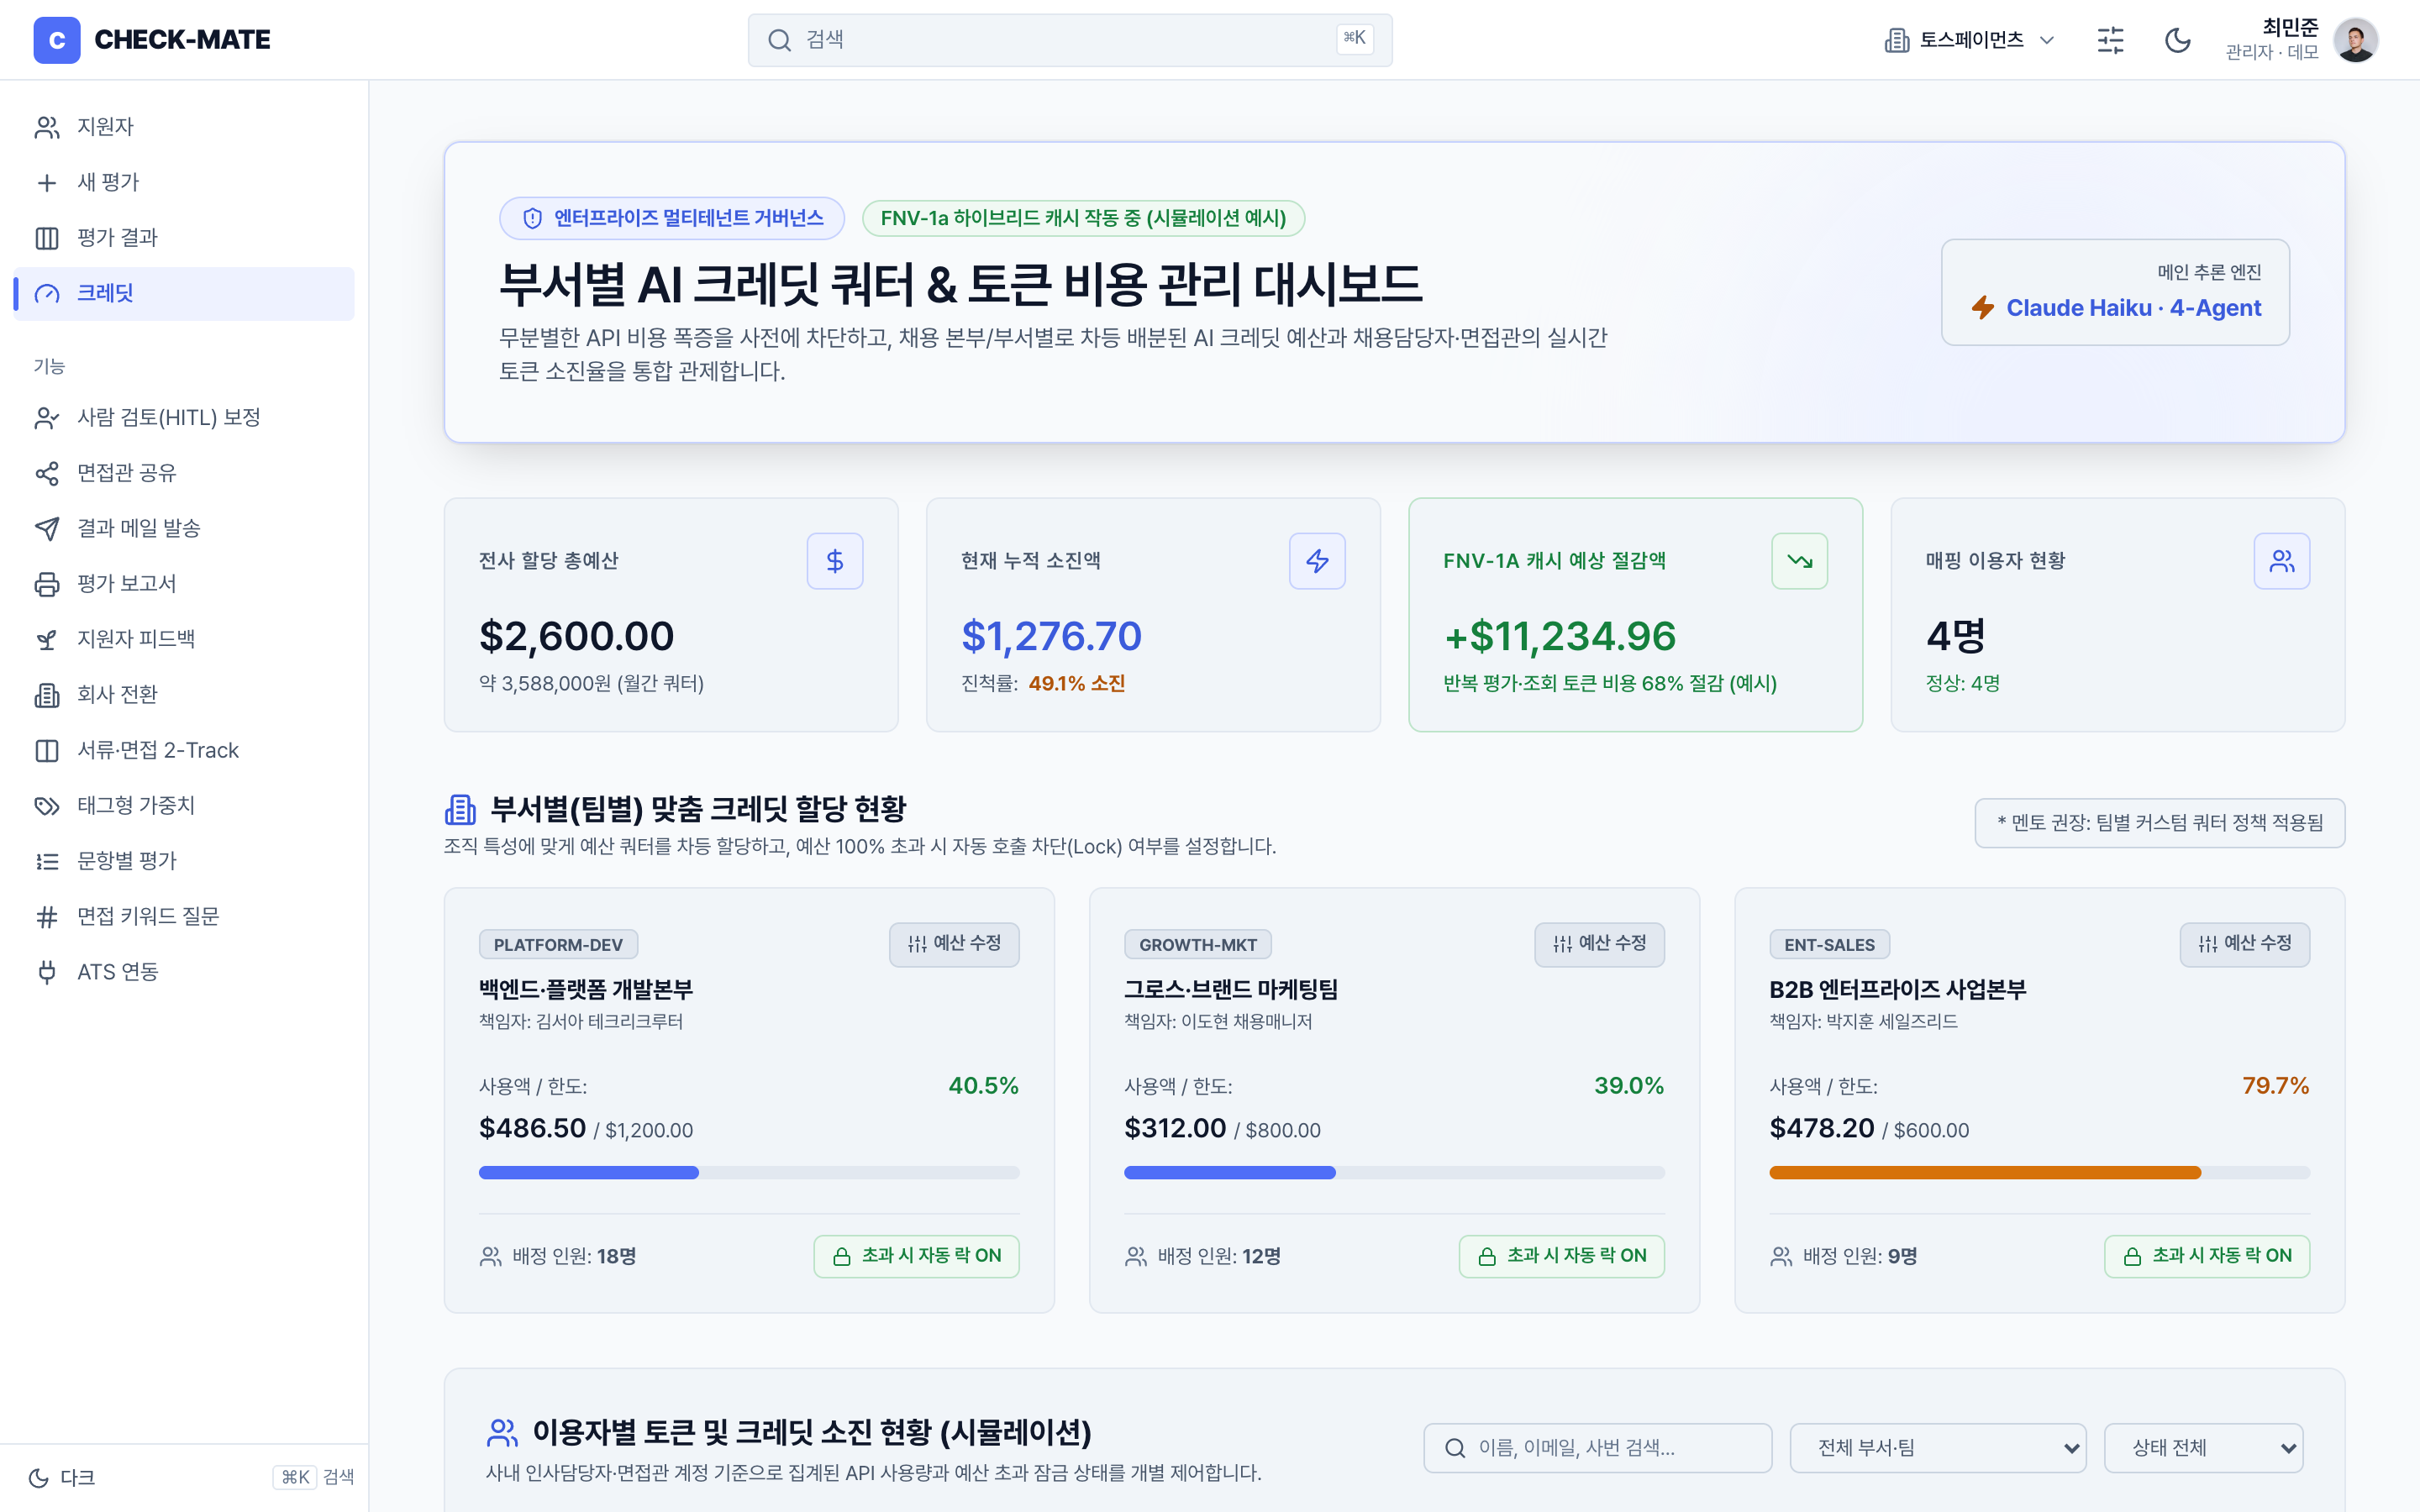 C CHECK-MATE
검색
⌘K
토스페이먼츠
최민준
관리자 · 데모
지원자
새 평가
평가 결과
크레딧
기능
사람 검토(HITL) 보정
면접관 공유
결과 메일 발송
평가 보고서
지원자 피드백
회사 전환
서류·면접 2-Track
태그형 가중치
문항별 평가
면접 키워드 질문
ATS 연동
다크
⌘K 검색
엔터프라이즈 멀티테넌트 거버넌스
FNV-1a 하이브리드 캐시 작동 중 (시뮬레이션 예시)
부서별 AI 크레딧 쿼터 & 토큰 비용 관리 대시보드
무분별한 API 비용 폭증을 사전에 차단하고, 채용 본부/부서별로 차등 배분된 AI 크레딧 예산과 채용담당자·면접관의 실시간
토큰 소진율을 통합 관제합니다.
메인 추론 엔진
Claude Haiku · 4-Agent
전사 할당 총예산
$2,600.00
약 3,588,000원 (월간 쿼터)
현재 누적 소진액
$1,276.70
진척률: 49.1% 소진
FNV-1A 캐시 예상 절감액
+$11,234.96
반복 평가·조회 토큰 비용 68% 절감 (예시)
매핑 이용자 현황
4명
정상: 4명
부서별(팀별) 맞춤 크레딧 할당 현황
조직 특성에 맞게 예산 쿼터를 차등 할당하고, 예산 100% 초과 시 자동 호출 차단(Lock) 여부를 설정합니다.
* 멘토 권장: 팀별 커스텀 쿼터 정책 적용됨
PLATFORM-DEV
예산 수정
백엔드·플랫폼 개발본부
책임자: 김서아 테크리크루터
사용액 / 한도:
40.5%
$486.50 / $1,200.00
배정 인원: 18명
초과 시 자동 락 ON
GROWTH-MKT
예산 수정
그로스·브랜드 마케팅팀
책임자: 이도현 채용매니저
사용액 / 한도:
39.0%
$312.00 / $800.00
배정 인원: 12명
초과 시 자동 락 ON
ENT-SALES
예산 수정
B2B 엔터프라이즈 사업본부
책임자: 박지훈 세일즈리드
사용액 / 한도:
79.7%
$478.20 / $600.00
배정 인원: 9명
초과 시 자동 락 ON
이용자별 토큰 및 크레딧 소진 현황 (시뮬레이션)
사내 인사담당자·면접관 계정 기준으로 집계된 API 사용량과 예산 초과 잠금 상태를 개별 제어합니다.
이름, 이메일, 사번 검색...
전체 부서·팀
상태 전체